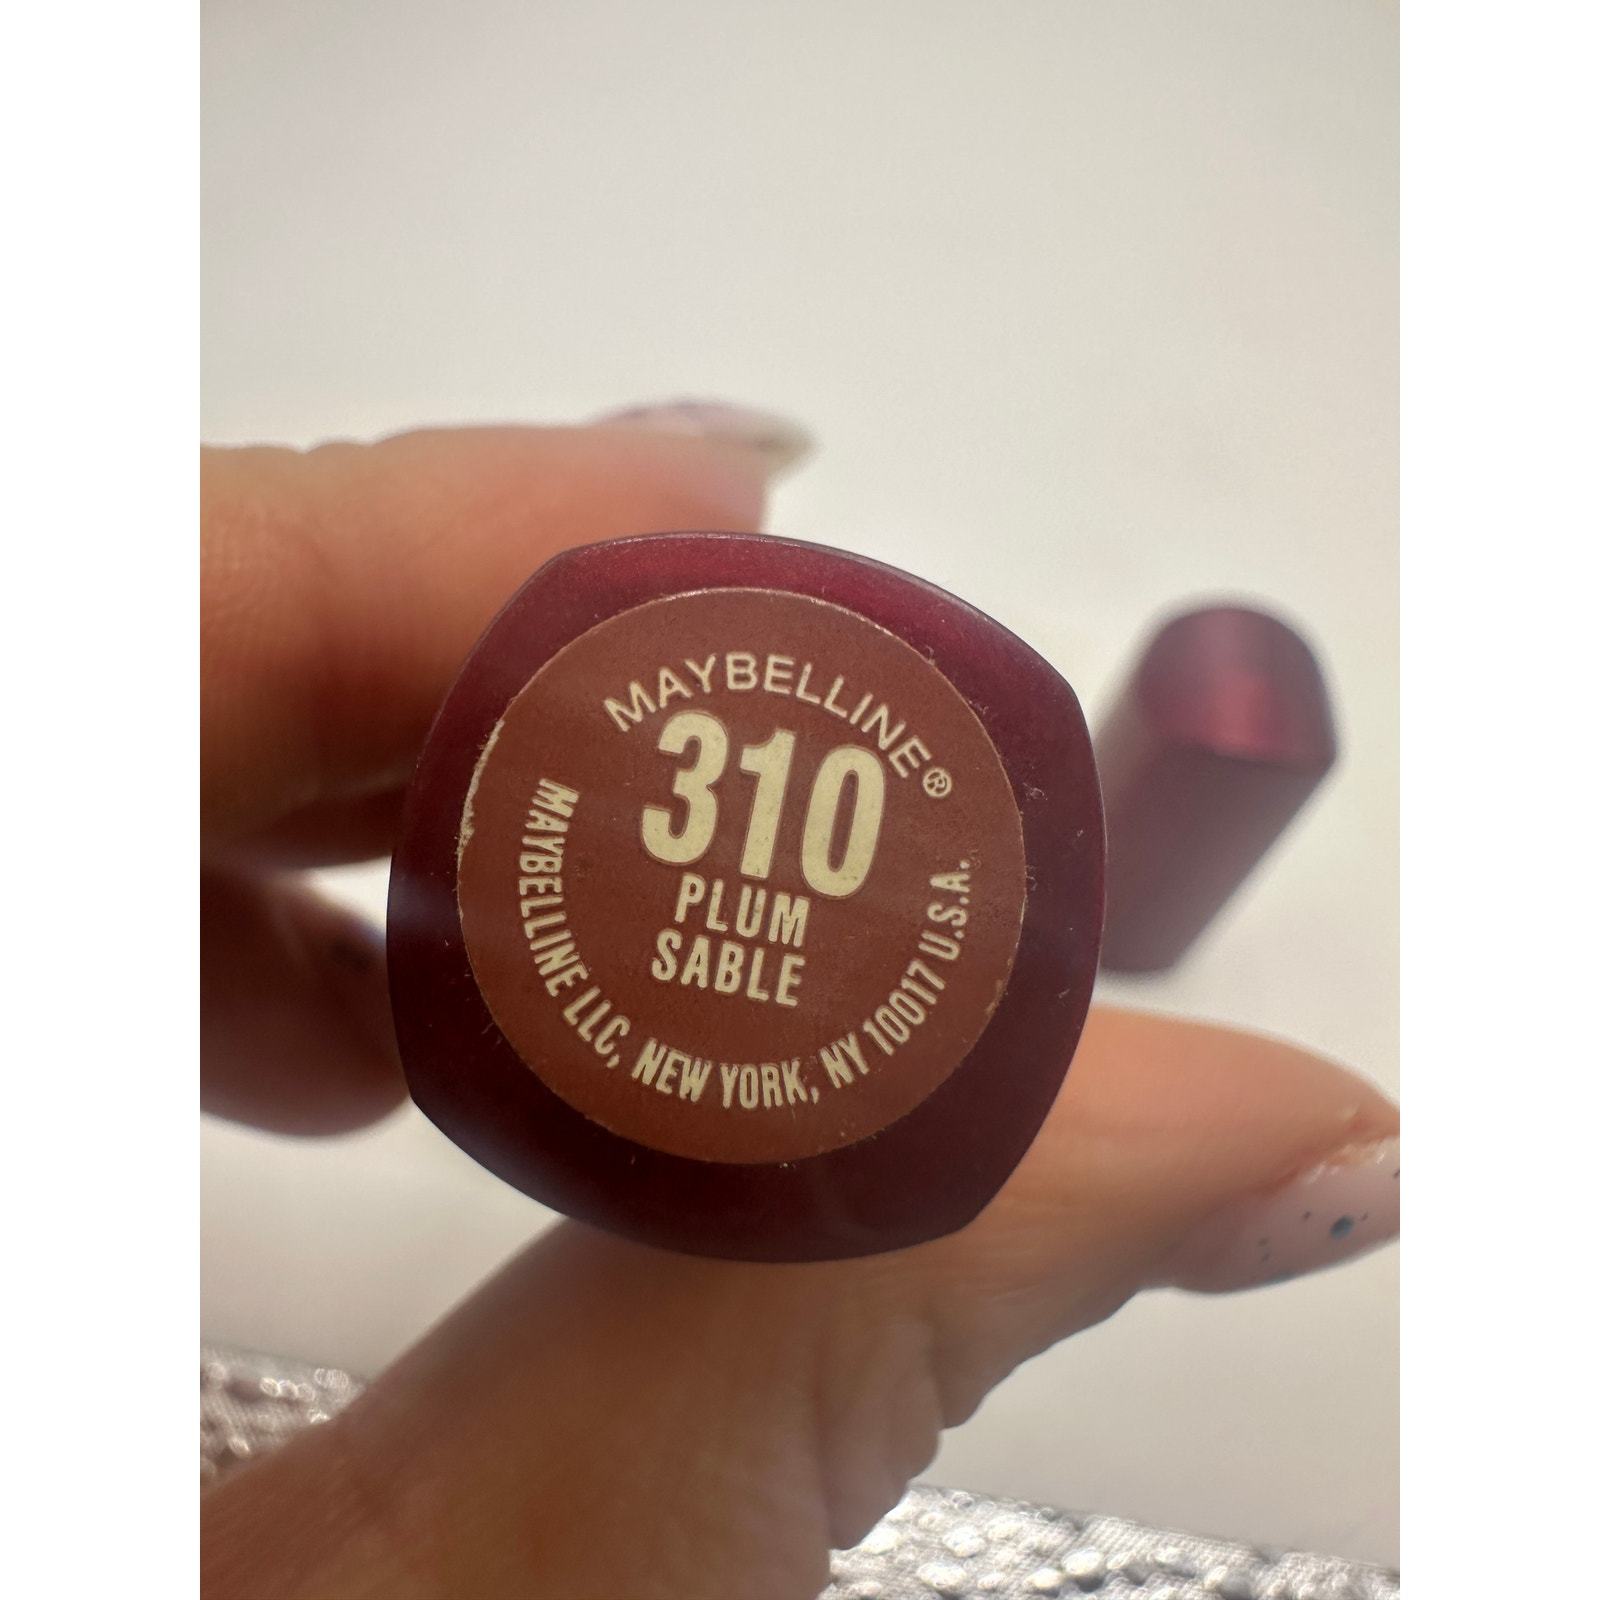 MAYBELLINE®
310
PLUM
SABLE
MAYBELLINE LLC, NEW YORK, NY 10017 U.S.A.